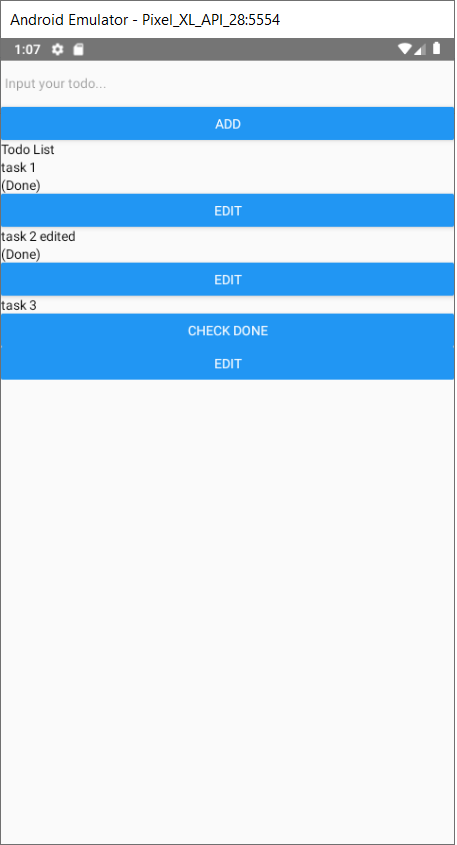 Android Emulator - Pixel_XL_API_28:5554
1:07
Input your todo...
ADD
Todo List
task 1
(Done)
EDIT
task 2 edited
(Done)
EDIT
task 3
CHECK DONE
EDIT